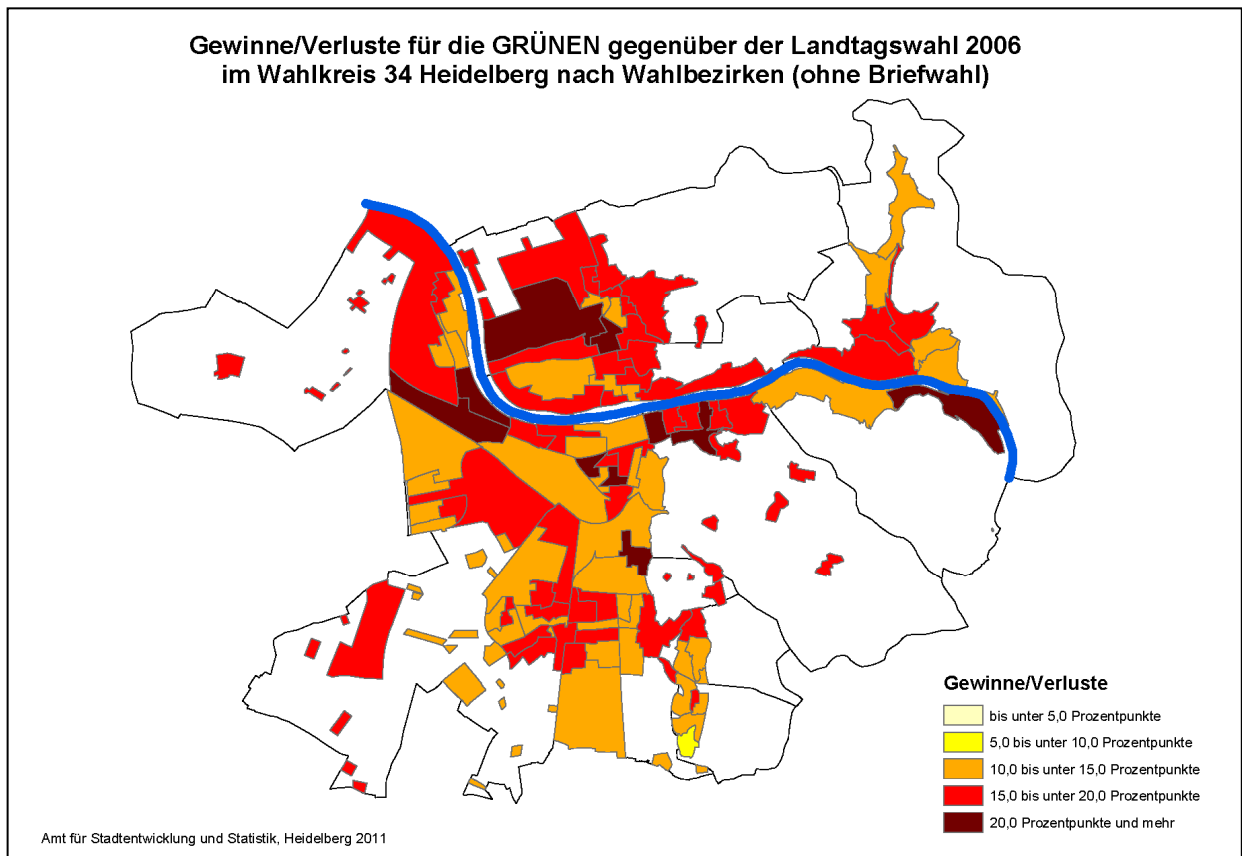 Gewinne/Verluste für die GRÜNEN gegenüber der Landtagswahl 2006
im Wahlkreis 34 Heidelberg nach Wahlbezirken (ohne Briefwahl)
Gewinne/Verluste
bis unter 5,0 Prozentpunkte
5,0 bis unter 10,0 Prozentpunkte
10,0 bis unter 15,0 Prozentpunkte
15,0 bis unter 20,0 Prozentpunkte
20,0 Prozentpunkte und mehr
Amt für Stadtentwicklung und Statistik, Heidelberg 2011